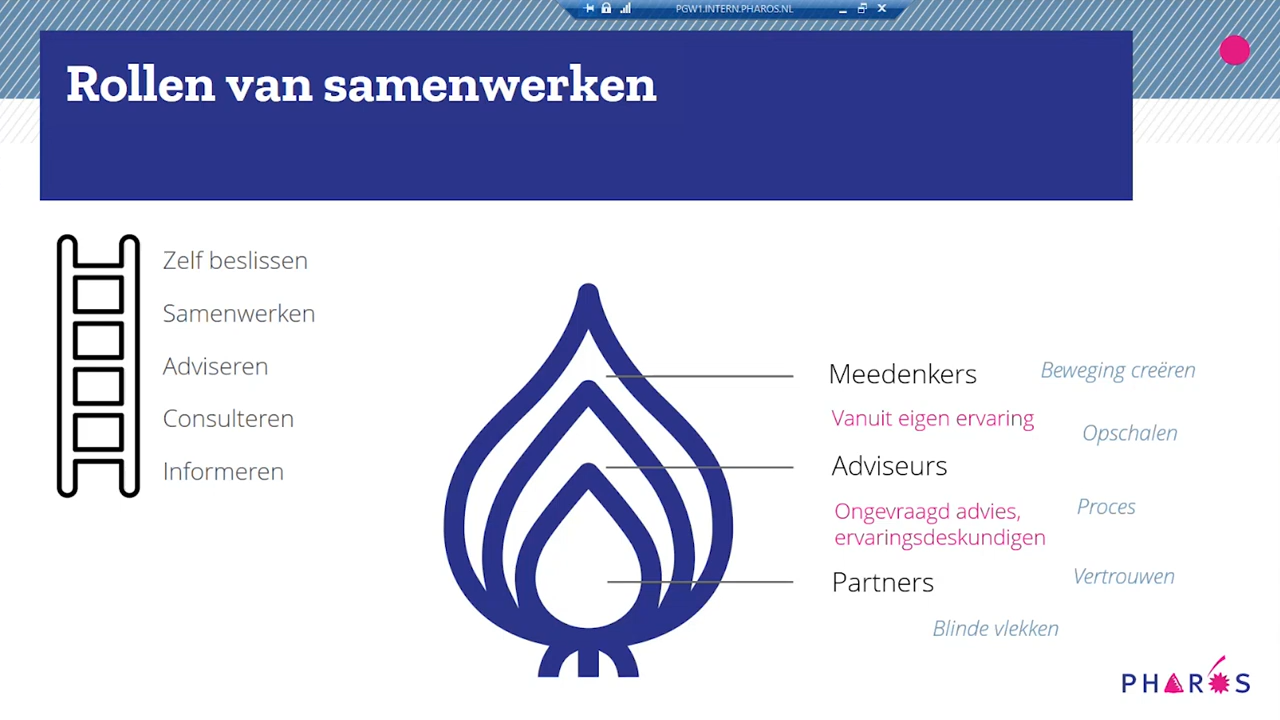 PGW1.INTERN.PHAROS.NL
Rollen van samenwerken
Zelf beslissen
Samenwerken
Adviseren
Consulteren
Informeren
Meedenkers
Beweging creëren
Vanuit eigen ervaring
Opschalen
Adviseurs
Ongevraagd advies,
ervaringsdeskundigen
Proces
Partners
Vertrouwen
Blinde vlekken
PHAROS